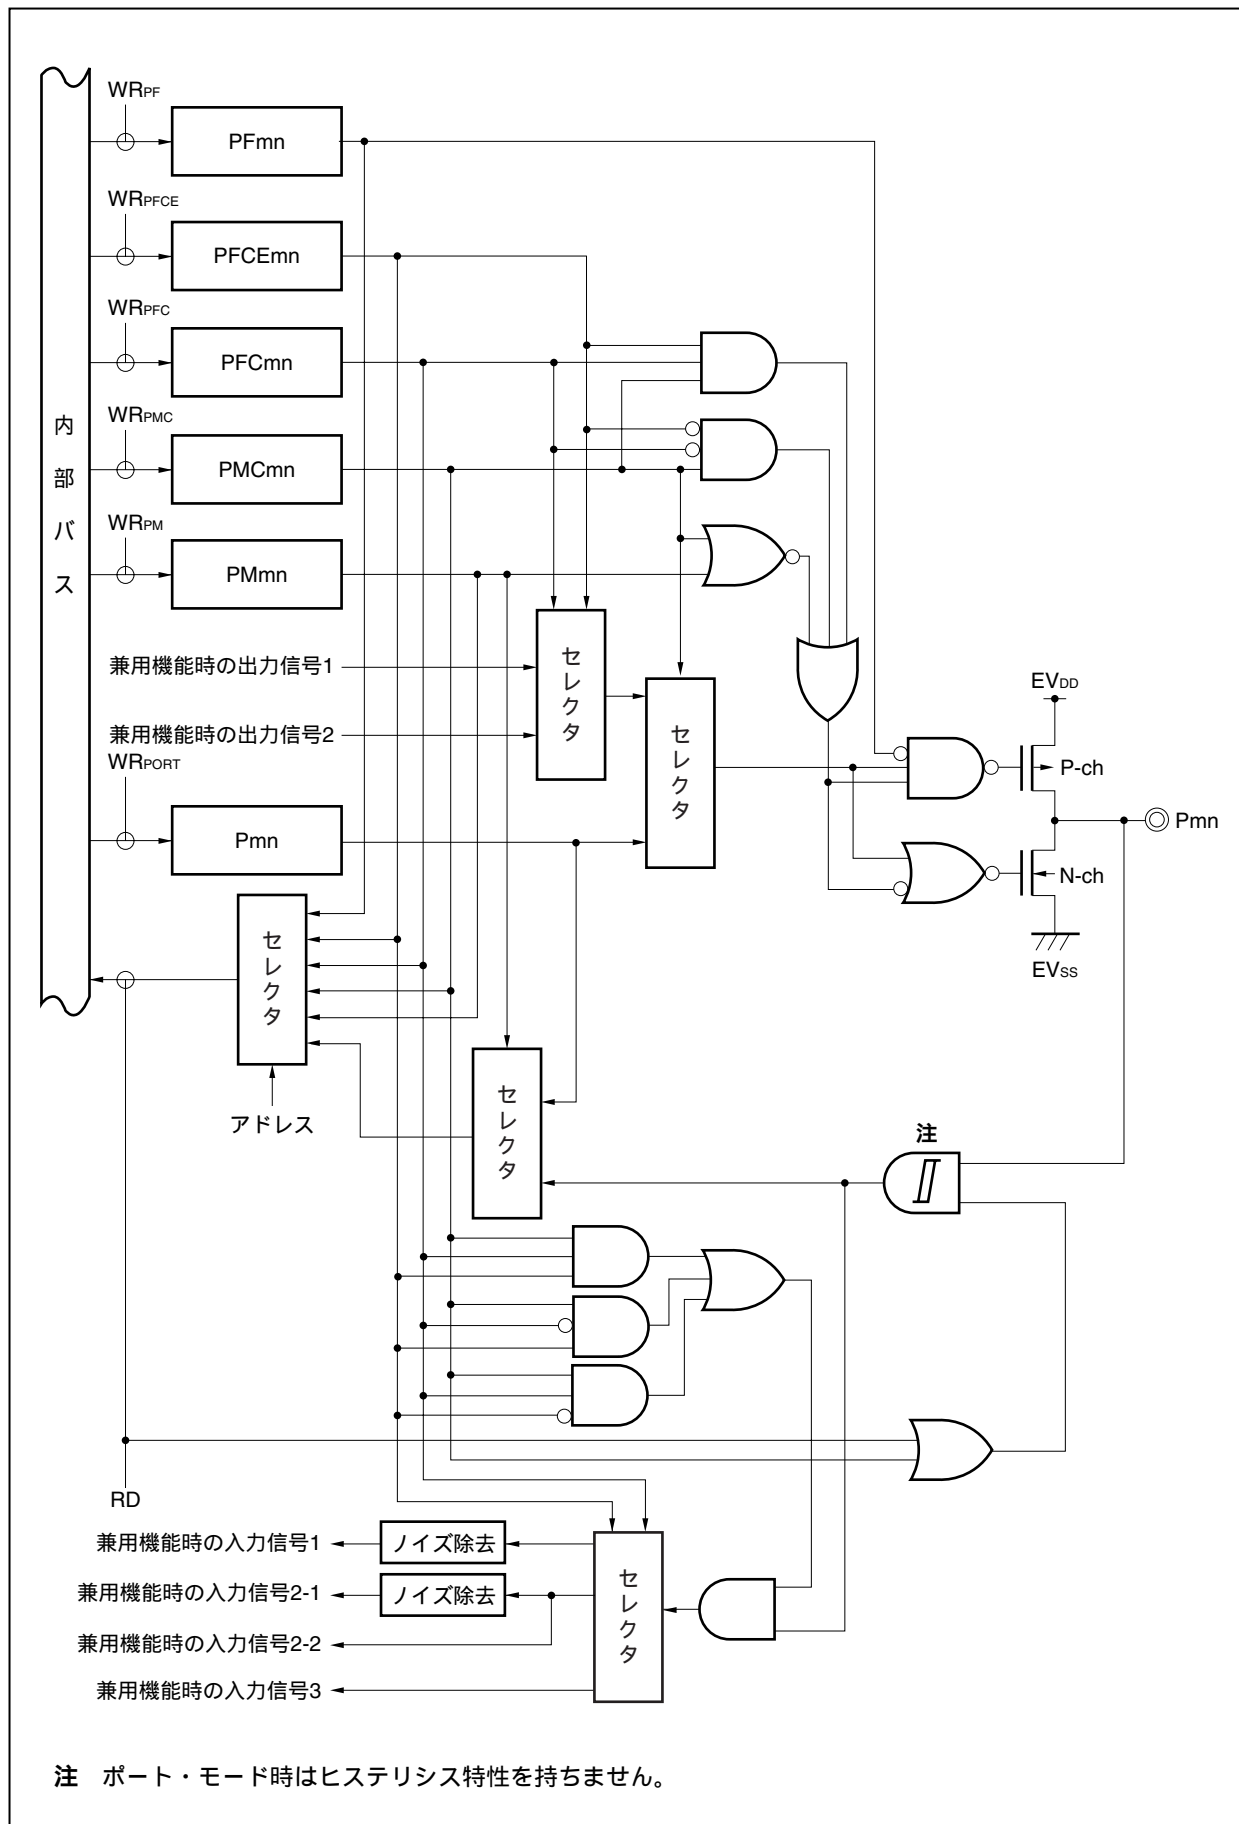 WRPF
PFmn
WRPFCE
PFCEmn
WRPFC
PFCmn
内部バス
WRPMC
PMCmn
WRPM
PMmn
兼用機能時の出力信号1
セレクタ
兼用機能時の出力信号2
セレクタ
EVDD
P-ch
WRPORT
Pmn
Pmn
N-ch
EVSS
セレクタ
アドレス
セレクタ
注
RD
兼用機能時の入力信号1
ノイズ除去
兼用機能時の入力信号2-1
ノイズ除去
セレクタ
兼用機能時の入力信号2-2
兼用機能時の入力信号3
注 ポート・モード時はヒステリシス特性を持ちません。